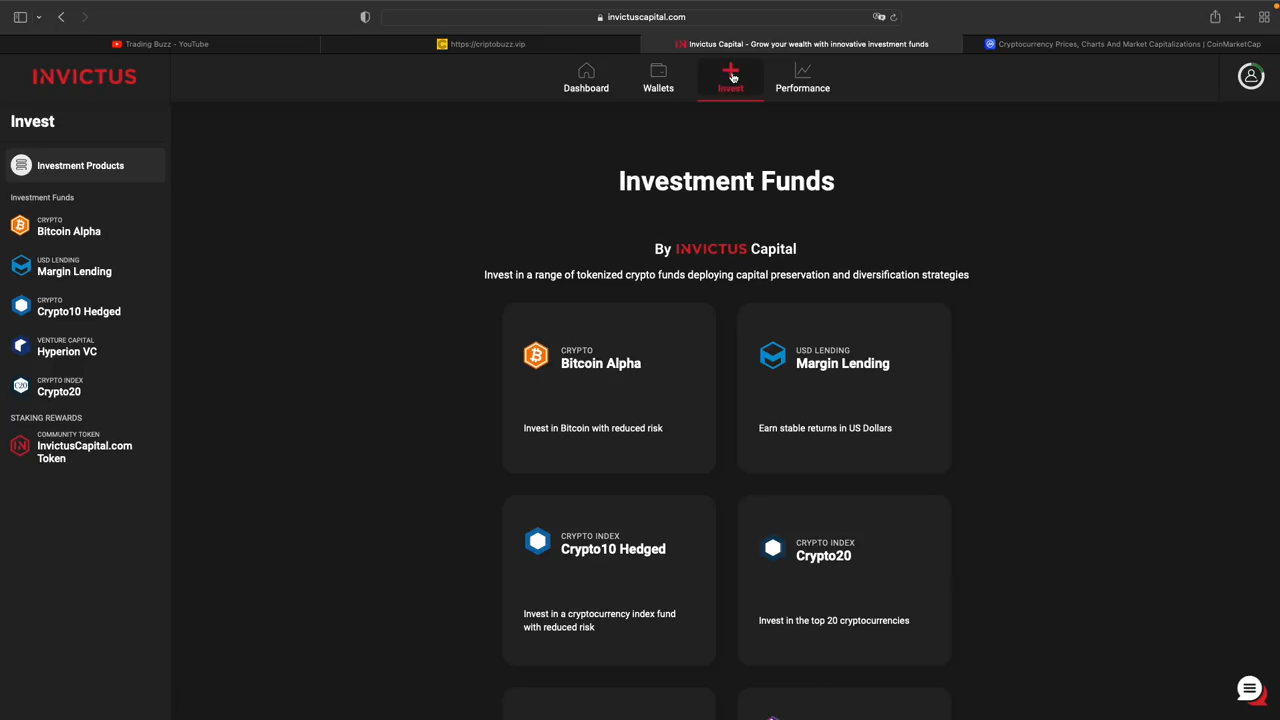 invictuscapital.com
Trading Buzz - YouTube
https://criptobuzz.vip
Invictus Capital - Grow your wealth with innovative investment funds
Cryptocurrency Prices, Charts And Market Capitalizations | CoinMarketCap
INVICTUS
Dashboard
Wallets
Invest
Performance
Invest
Investment Products
Investment Funds
CRYPTO
Bitcoin Alpha
USD LENDING
Margin Lending
CRYPTO
Crypto10 Hedged
VENTURE CAPITAL
Hyperion VC
C20
CRYPTO INDEX
Crypto20
STAKING REWARDS
COMMUNITY TOKEN
InvictusCapital.com
Token
Investment Funds
By INVICTUS Capital
Invest in a range of tokenized crypto funds deploying capital preservation and diversification strategies
CRYPTO
Bitcoin Alpha
Invest in Bitcoin with reduced risk
USD LENDING
Margin Lending
Earn stable returns in US Dollars
CRYPTO INDEX
Crypto10 Hedged
Invest in a cryptocurrency index fund
with reduced risk
CRYPTO INDEX
Crypto20
Invest in the top 20 cryptocurrencies